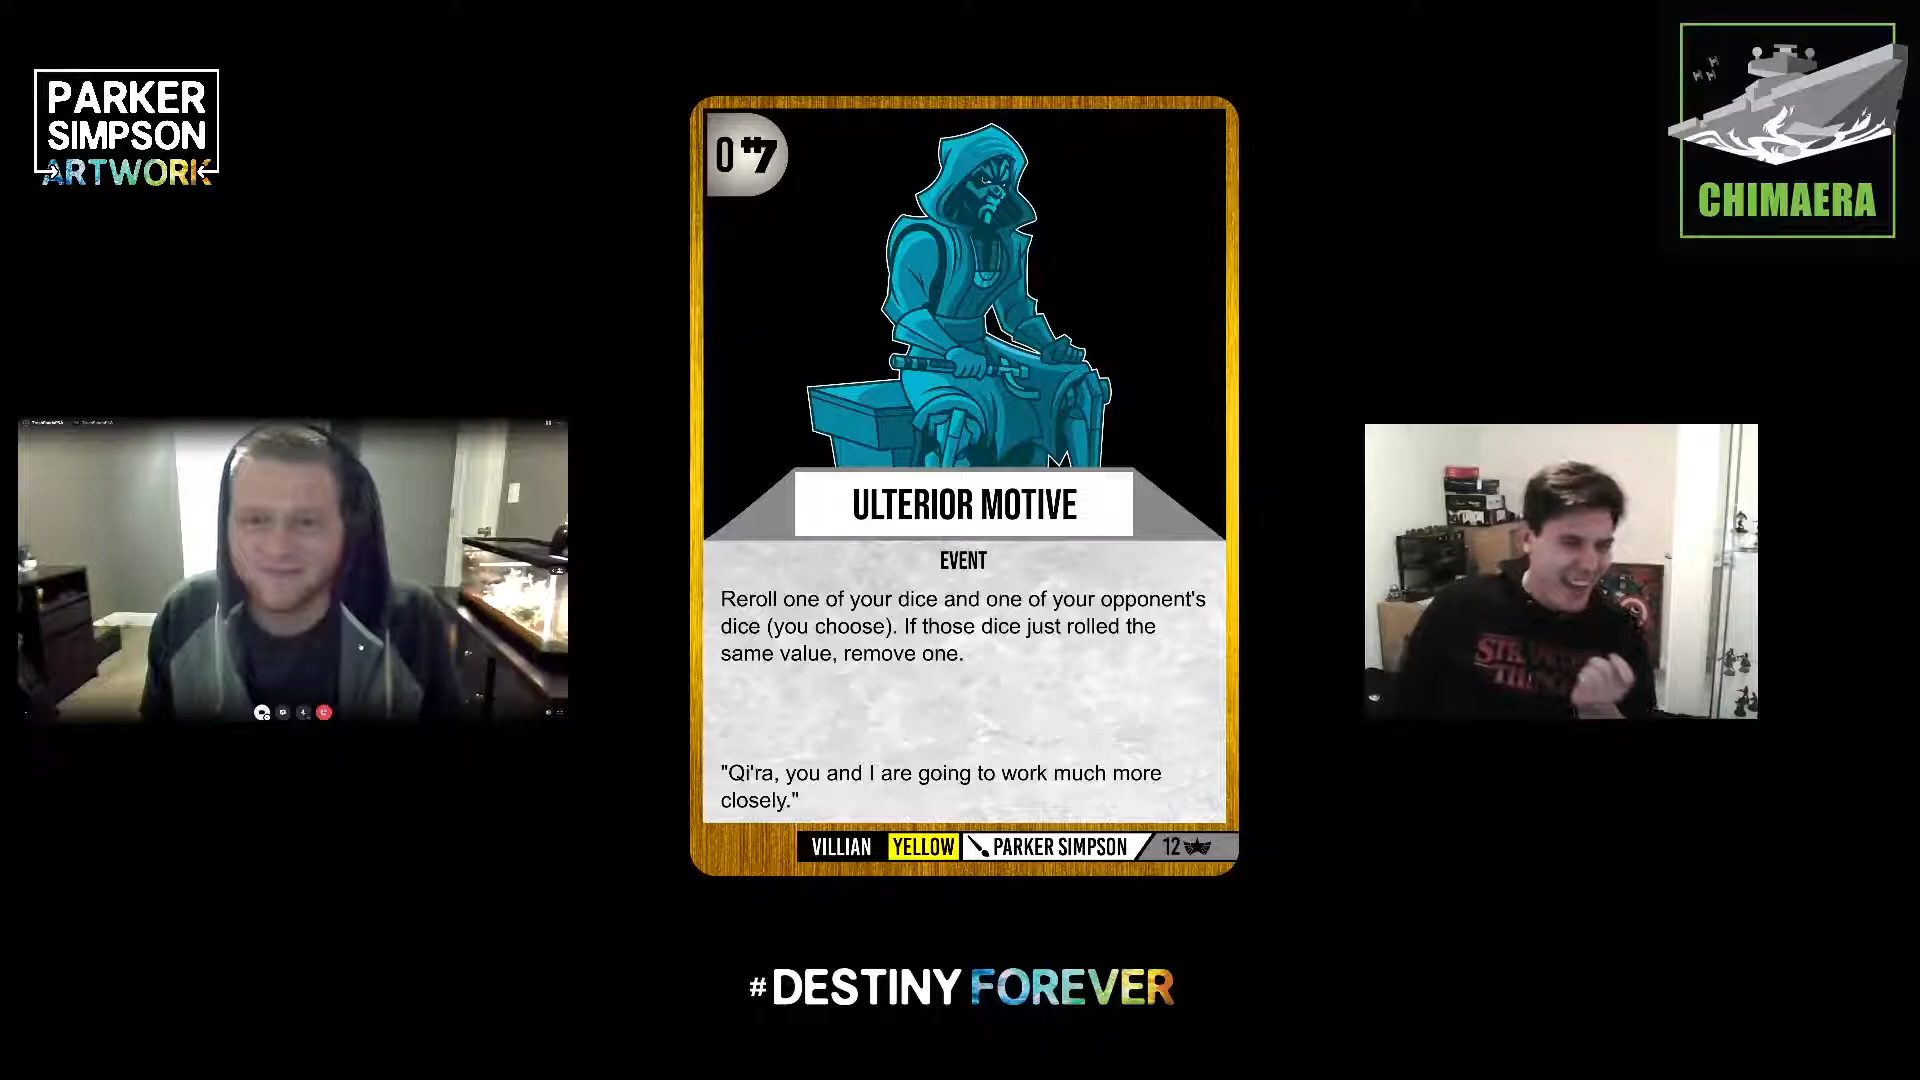 PARKER
SIMPSON
ARTWORK
CHIMAERA
0 #7
ULTERIOR MOTIVE
EVENT
Reroll one of your dice and one of your opponent's
dice (you choose). If those dice just rolled the
same value, remove one.
"Qi'ra, you and I are going to work much more
closely."
VILLIAN YELLOW PARKER SIMPSON 12
#DESTINY FOREVER